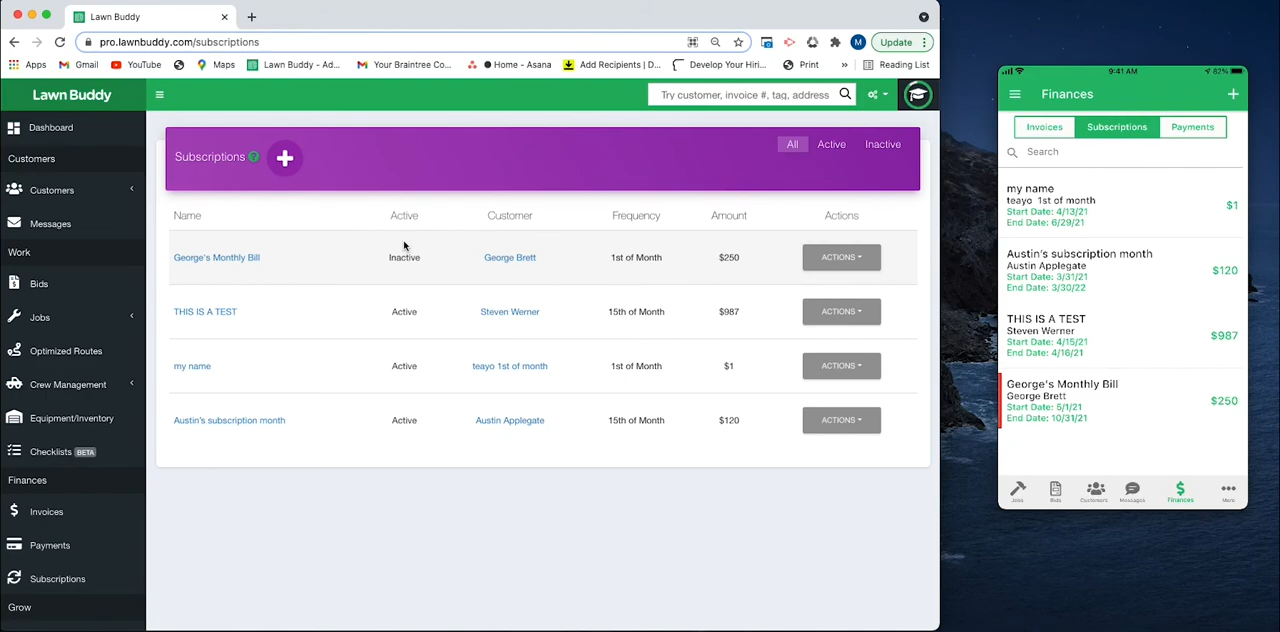 Lawn Buddy
pro.lawnbuddy.com/subscriptions
M
Update
Apps
Gmail
YouTube
Maps
Lawn Buddy - Ad...
Your Braintree Co...
Home - Asana
Add Recipients | D...
Develop Your Hiri...
Print
»
Reading List
Lawn Buddy
Try customer, invoice #, tag, address
Dashboard
Customers
Customers
Messages
Work
Bids
Jobs
Optimized Routes
Crew Management
Equipment/Inventory
Checklists BETA
Finances
Invoices
Payments
Subscriptions
Grow
Subscriptions ?
All Active Inactive
Name Active Customer Frequency Amount Actions
George's Monthly Bill Inactive George Brett 1st of Month $250 ACTIONS
THIS IS A TEST Active Steven Werner 15th of Month $987 ACTIONS
my name Active teayo 1st of month 1st of Month $1 ACTIONS
Austin's subscription month Active Austin Applegate 15th of Month $120 ACTIONS
9:41 AM 82%
Finances
Invoices Subscriptions Payments
Search
my name
teayo 1st of month
Start Date: 4/13/21
End Date: 6/29/21
$1
Austin's subscription month
Austin Applegate
Start Date: 3/31/21
End Date: 3/30/22
$120
THIS IS A TEST
Steven Werner
Start Date: 4/15/21
End Date: 4/16/21
$987
George's Monthly Bill
George Brett
Start Date: 5/1/21
End Date: 10/31/21
$250
Jobs Bids Customers Messages Finances More